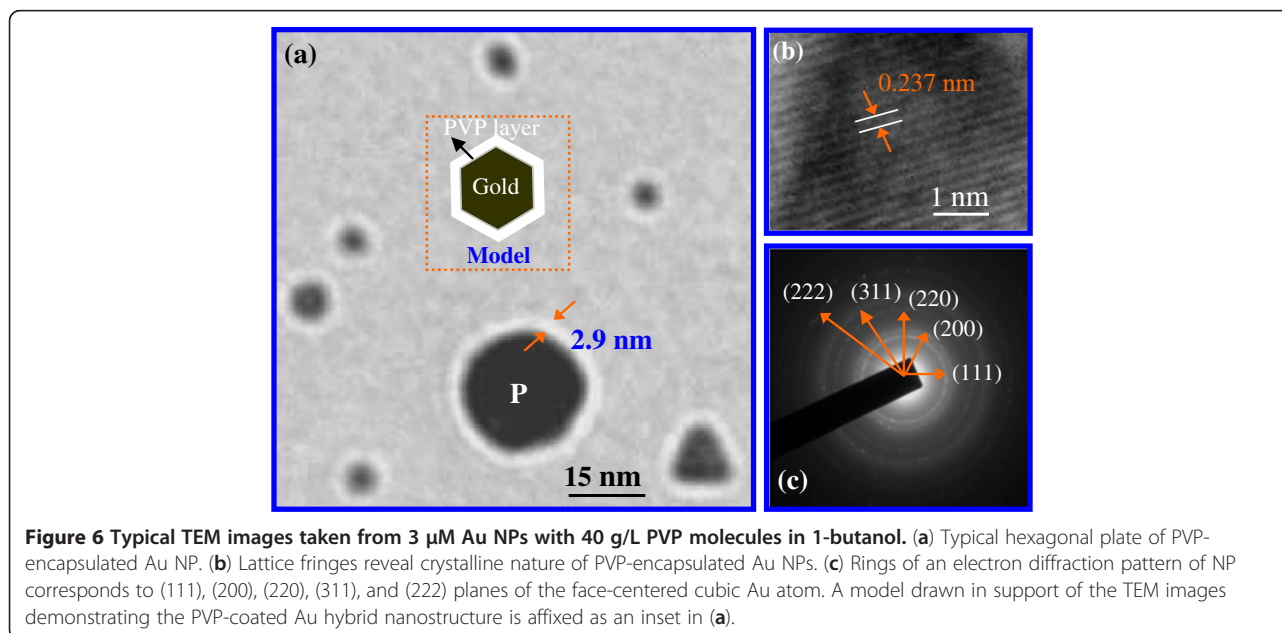 (a)
PVP layer
Gold
Model
2.9 nm
P
15 nm
(b)
0.237 nm
1 nm
(222)
(311)
(220)
(200)
(111)
(c)
Figure 6 Typical TEM images taken from 3 μM Au NPs with 40 g/L PVP molecules in 1-butanol. (a) Typical hexagonal plate of PVP-
encapsulated Au NP. (b) Lattice fringes reveal crystalline nature of PVP-encapsulated Au NPs. (c) Rings of an electron diffraction pattern of NP
corresponds to (111), (200), (220), (311), and (222) planes of the face-centered cubic Au atom. A model drawn in support of the TEM images
demonstrating the PVP-coated Au hybrid nanostructure is affixed as an inset in (a).